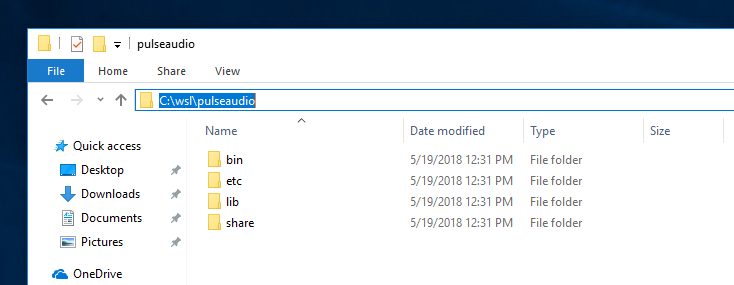 pulseaudio
File Home Share View
C:\wsl\pulseaudio
Name Date modified Type Size
Quick access
Desktop
Downloads
Documents
Pictures
OneDrive
bin 5/19/2018 12:31 PM File folder
etc 5/19/2018 12:31 PM File folder
lib 5/19/2018 12:31 PM File folder
share 5/19/2018 12:31 PM File folder